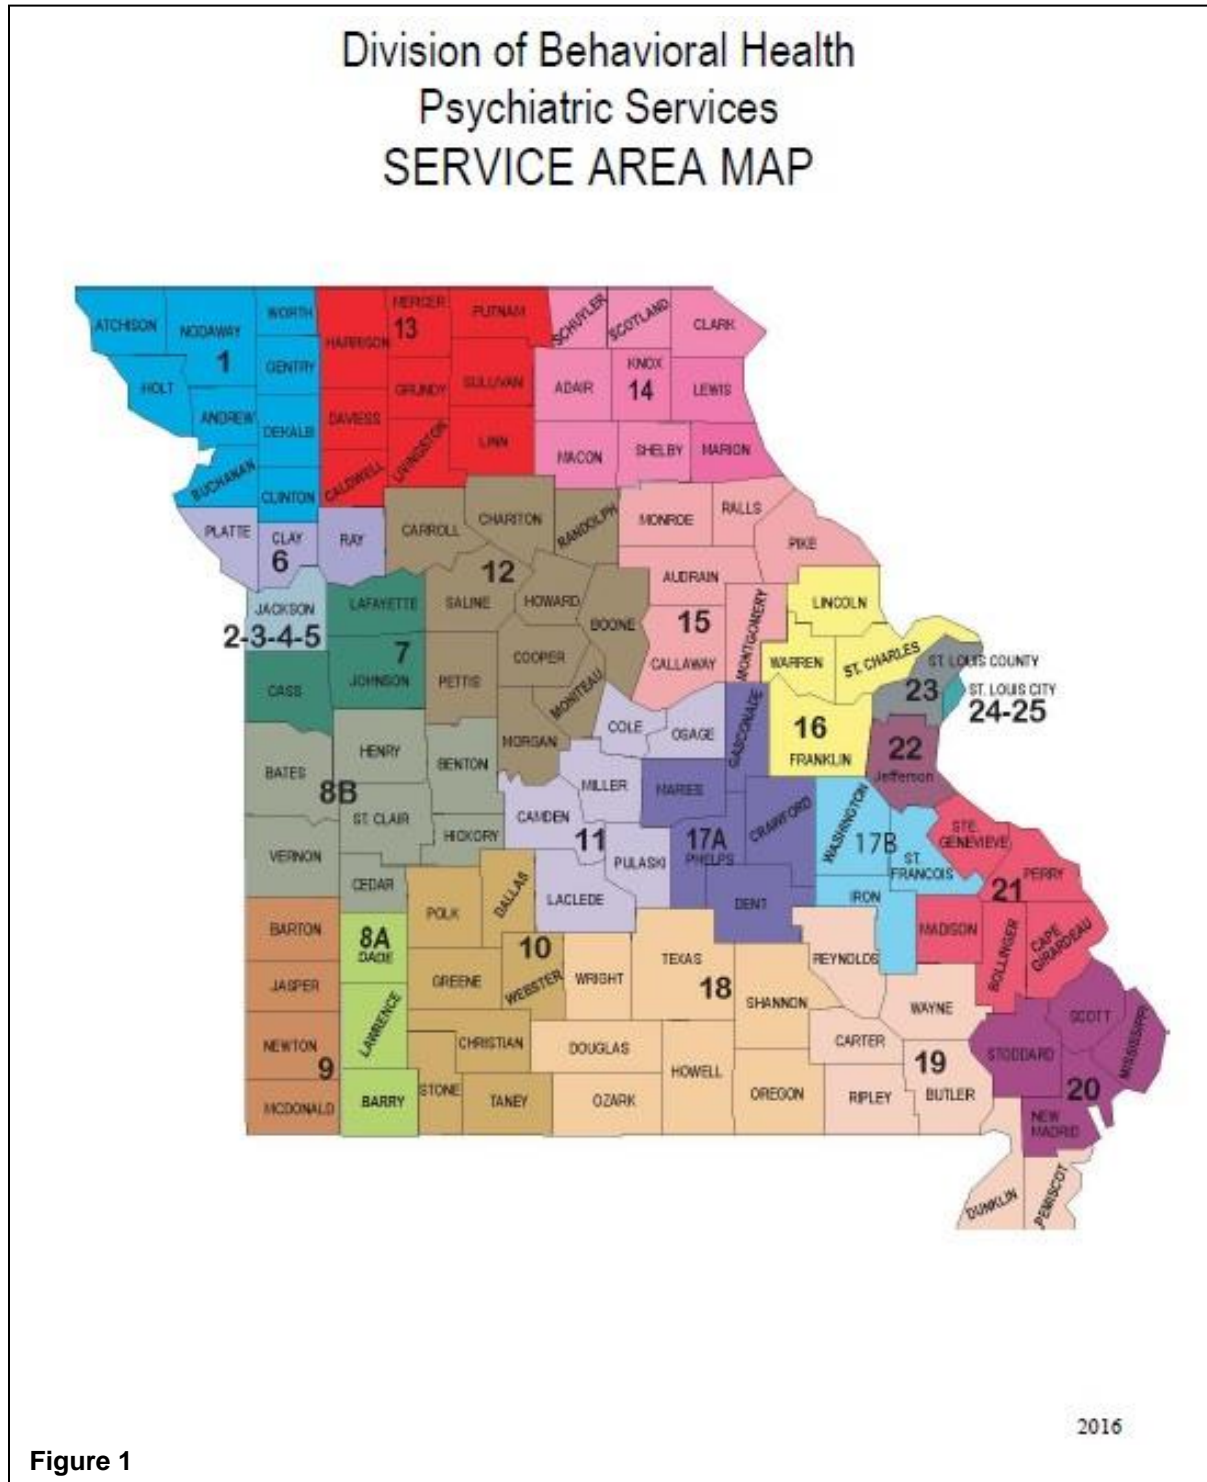 Division of Behavioral Health
Psychiatric Services
SERVICE AREA MAP
ATCHISON
NODAWAY
WORTH
1
GENTRY
HOLT
ANDREW
DEKALB
BUCHANAN
CLINTON
HARRISON
MERCER
13
PUTNAM
GRUNDY
SULLIVAN
DAVIESS
LIVINGSTON
LINN
CALDWELL
SCHUYLER
SCOTLAND
CLARK
ADAIR
KNOX
14
LEWIS
MACON
SHELBY
MARION
PLATTE
CLAY
6
RAY
CARROLL
CHARITON
RANDOLPH
12
SALINE
HOWARD
BOONE
COOPER
PETTIS
MONITEAU
MORGAN
MONROE
RALLS
PIKE
AUDRAIN
15
CALLAWAY
MONTGOMERY
JACKSON
2-3-4-5
LAFAYETTE
7
JOHNSON
CASS
LINCOLN
WARREN
ST. CHARLES
16
FRANKLIN
ST. LOUIS COUNTY
23
ST. LOUIS CITY
24-25
22
Jefferson
BATES
HENRY
BENTON
8B
ST. CLAIR
HICKORY
VERNON
CEDAR
COLE
OSAGE
MILLER
CAMDEN
11
PULASKI
LACLEDE
GASCONADE
MARIES
17A
PHELPS
CRAWFORD
DENT
WASHINGTON
17B
ST.
FRANCOIS
IRON
STE.
GENEVIEVE
21
PERRY
MADISON
BOLLINGER
CAPE
GIRARDEAU
BARTON
JASPER
NEWTON
9
MCDONALD
8A
DADE
LAWRENCE
BARRY
POLK
DALLAS
10
GREENE
WEBSTER
CHRISTIAN
STONE
TANEY
WRIGHT
TEXAS
18
SHANNON
DOUGLAS
HOWELL
OZARK
OREGON
REYNOLDS
WAYNE
CARTER
19
RIPLEY
BUTLER
DUNKLIN
PEMISCOT
SCOTT
MISSISSIPPI
STODDARD
20
NEW
MADRID
2016
Figure 1